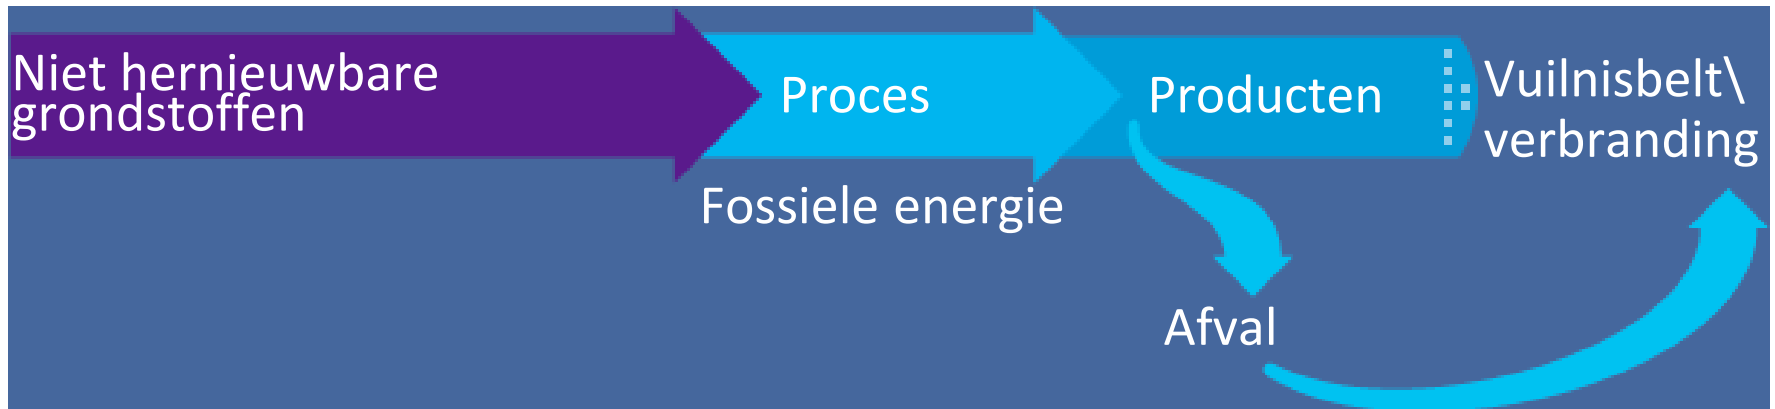 Niet hernieuwbare
grondstoffen
Proces
Producten
Vuilnisbelt\
verbranding
Fossiele energie
Afval